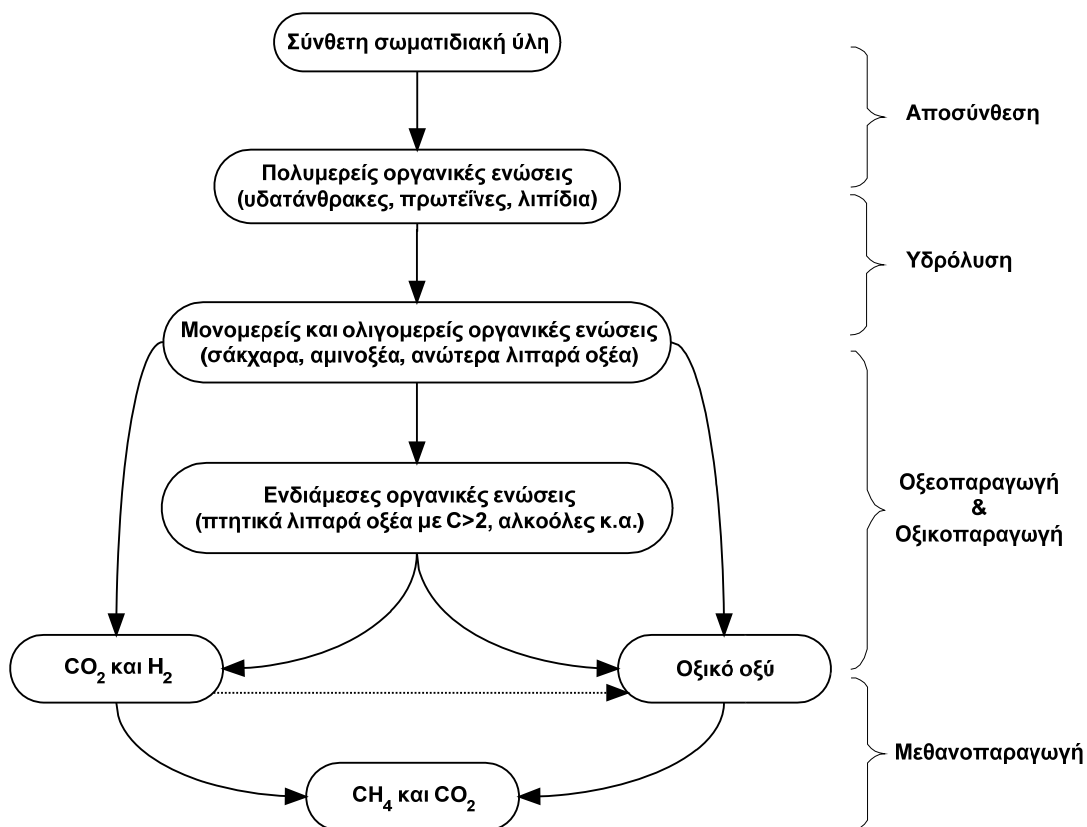 Σύνθετη σωματιδιακή ύλη
Αποσύνθεση
Πολυμερείς οργανικές ενώσεις
(υδατάνθρακες, πρωτεΐνες, λιπίδια)
Υδρόλυση
Μονομερείς και ολιγομερείς οργανικές ενώσεις
(σάκχαρα, αμινοξέα, ανώτερα λιπαρά οξέα)
Ενδιάμεσες οργανικές ενώσεις
(πτητικά λιπαρά οξέα με C>2, αλκοόλες κ.α.)
Οξεοπαραγωγή
&
Οξικοπαραγωγή
CO₂ και H₂
Οξικό οξύ
Μεθανοπαραγωγή
CH₄ και CO₂